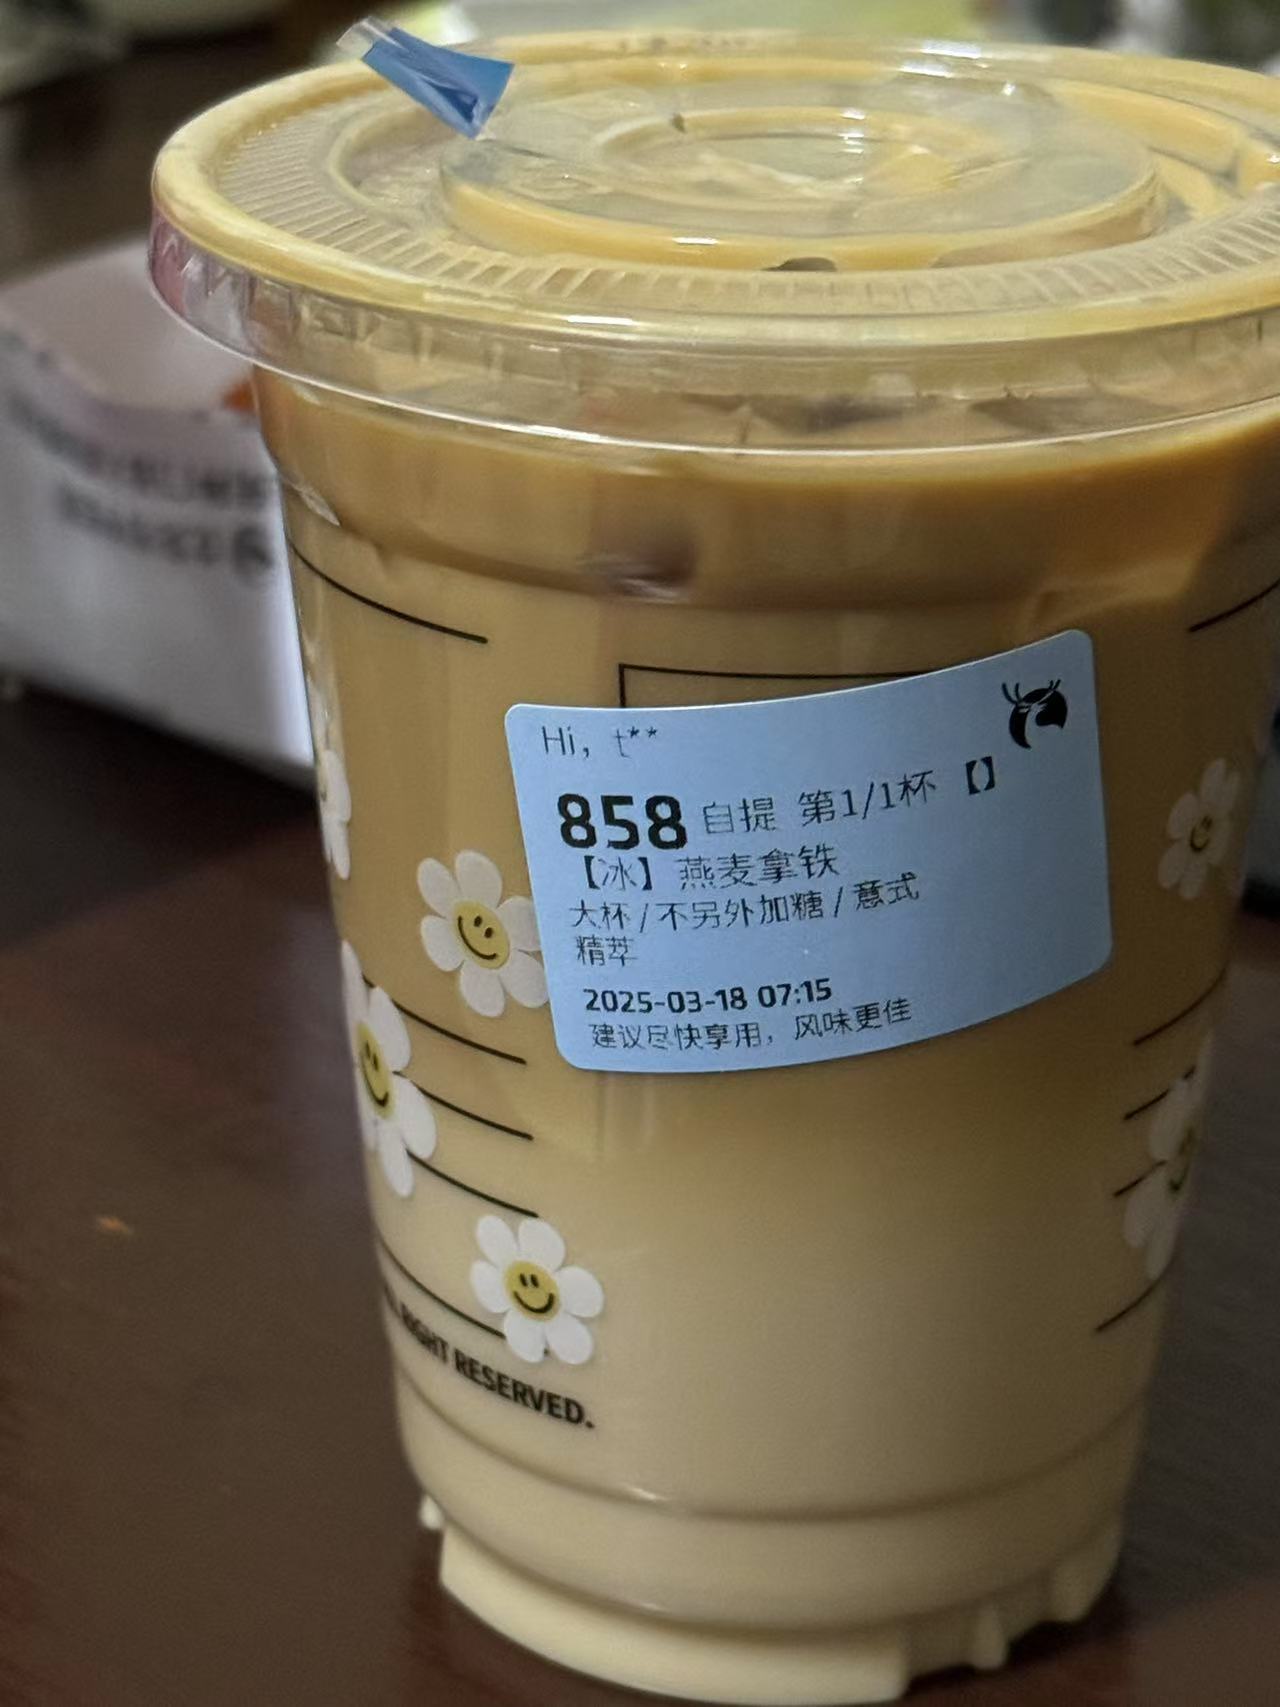 Hi, t**
858 自提 第1/1杯 【】
【冰】燕麦拿铁
大杯/不另外加糖/意式
精萃
2025-03-18 07:15
建议尽快享用，风味更佳
RIGHT RESERVED.